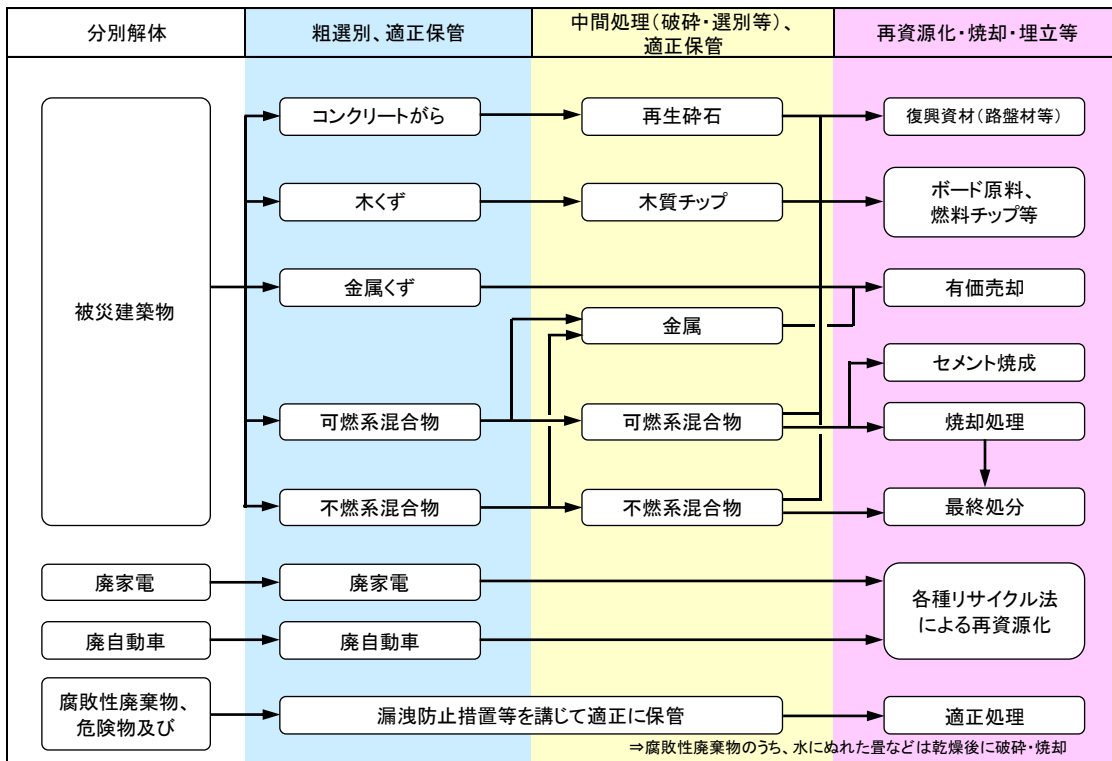 分別解体
粗選別、適正保管
中間処理(破砕・選別等)、
適正保管
再資源化・焼却・埋立等
被災建築物
コンクリートがら
再生砕石
復興資材(路盤材等)
木くず
木質チップ
ボード原料、
燃料チップ等
金属くず
有価売却
金属
セメント焼成
可燃系混合物
可燃系混合物
焼却処理
不燃系混合物
不燃系混合物
最終処分
廃家電
廃家電
各種リサイクル法
による再資源化
廃自動車
廃自動車
腐敗性廃棄物、
危険物及び
漏洩防止措置等を講じて適正に保管
適正処理
⇒腐敗性廃棄物のうち、水にぬれた畳などは乾燥後に破砕・焼却